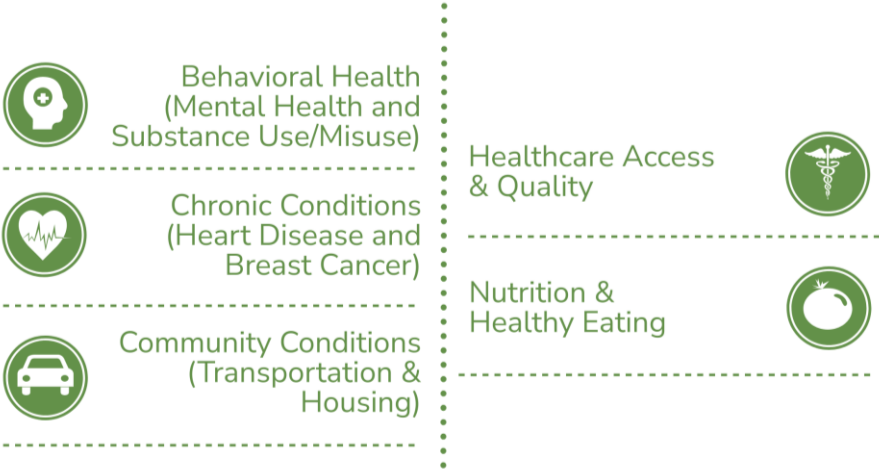 Behavioral Health
(Mental Health and
Substance Use/Misuse)
Chronic Conditions
(Heart Disease and
Breast Cancer)
Community Conditions
(Transportation &
Housing)
Healthcare Access
& Quality
Nutrition &
Healthy Eating